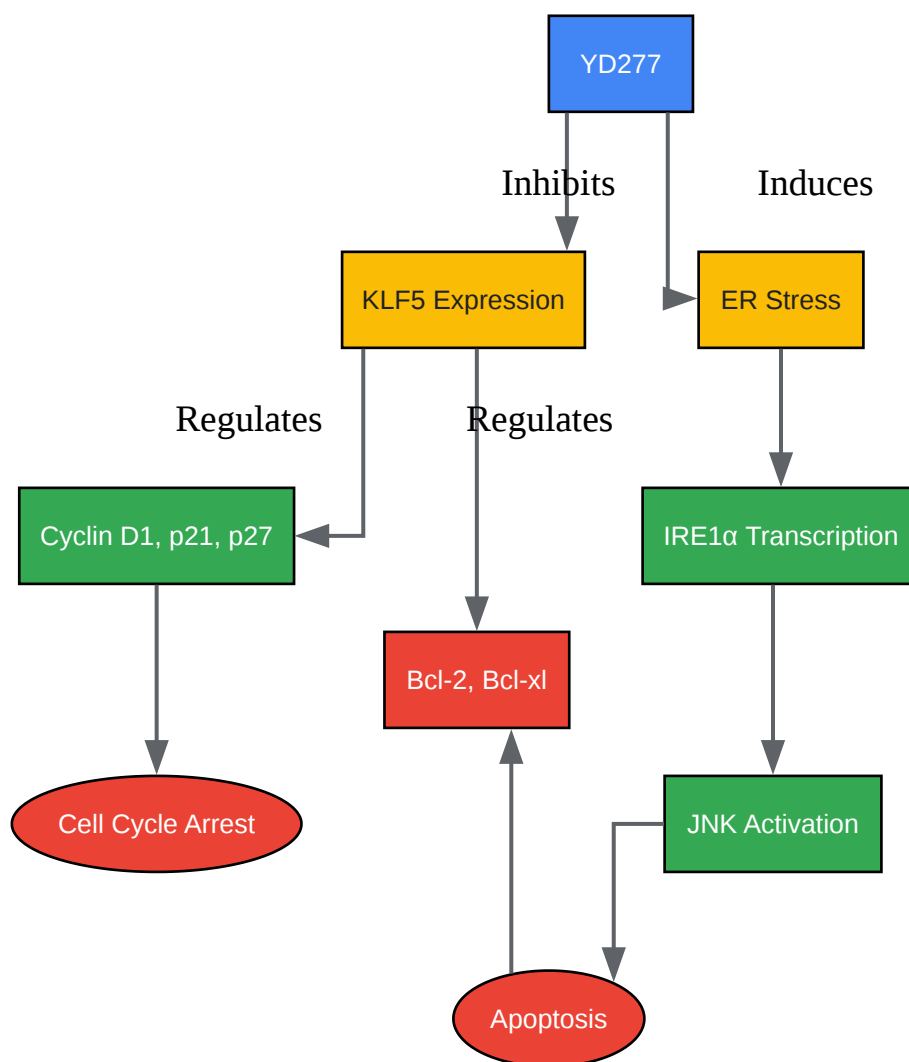 YD277
Inhibits
Induces
KLF5 Expression
ER Stress
Regulates
Regulates
Cyclin D1, p21, p27
IRE1α Transcription
Bcl-2, Bcl-xl
Cell Cycle Arrest
JNK Activation
Apoptosis